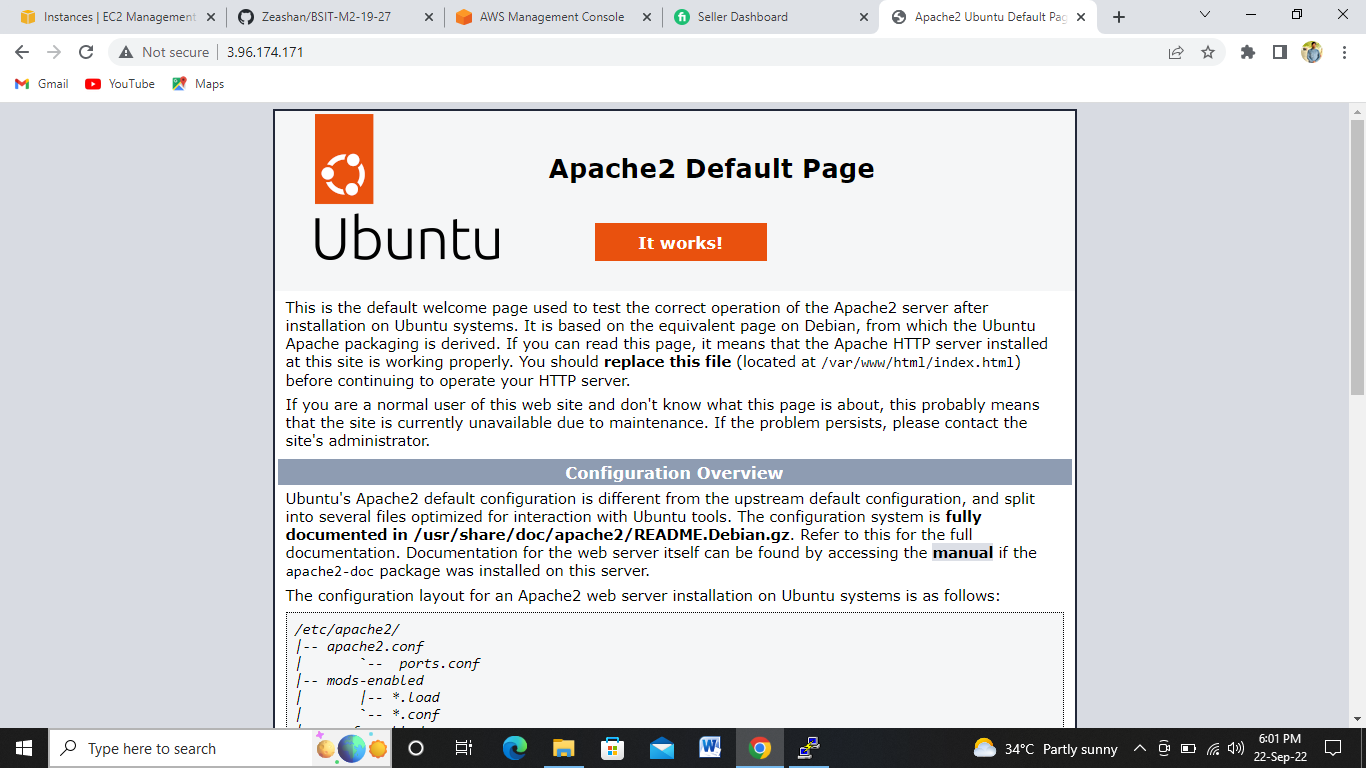 Instances | EC2 Management
Zeashan/BSIT-M2-19-27
AWS Management Console
Seller Dashboard
Apache2 Ubuntu Default Pag
Not secure
3.96.174.171
Gmail
YouTube
Maps
Ubuntu
Apache2 Default Page
It works!
This is the default welcome page used to test the correct operation of the Apache2 server after
installation on Ubuntu systems. It is based on the equivalent page on Debian, from which the Ubuntu
Apache packaging is derived. If you can read this page, it means that the Apache HTTP server installed
at this site is working properly. You should replace this file (located at /var/www/html/index.html)
before continuing to operate your HTTP server.
If you are a normal user of this web site and don't know what this page is about, this probably means
that the site is currently unavailable due to maintenance. If the problem persists, please contact the
site's administrator.
Configuration Overview
Ubuntu's Apache2 default configuration is different from the upstream default configuration, and split
into several files optimized for interaction with Ubuntu tools. The configuration system is fully
documented in /usr/share/doc/apache2/README.Debian.gz. Refer to this for the full
documentation. Documentation for the web server itself can be found by accessing the manual if the
apache2-doc package was installed on this server.
The configuration layout for an Apache2 web server installation on Ubuntu systems is as follows:
/etc/apache2/
|-- apache2.conf
|       `--  ports.conf
|-- mods-enabled
|       |-- *.load
|       `-- *.conf
Type here to search
34°C Partly sunny
6:01 PM
22-Sep-22